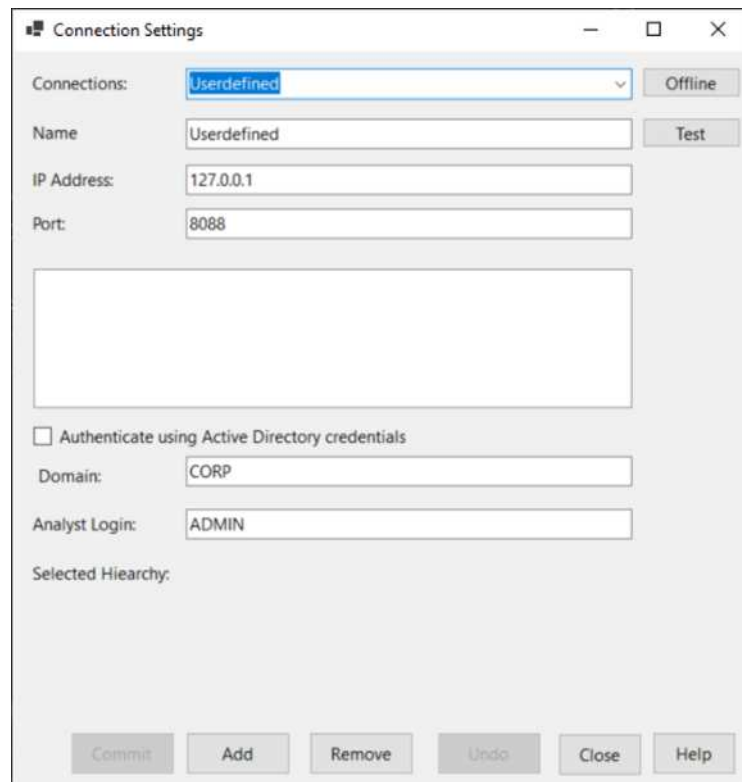 Connection Settings
Connections: Userdefined Offline
Name Userdefined Test
IP Address: 127.0.0.1
Port: 8088
Authenticate using Active Directory credentials
Domain: CORP
Analyst Login: ADMIN
Selected Hiearchy:
Commit Add Remove Undo Close Help